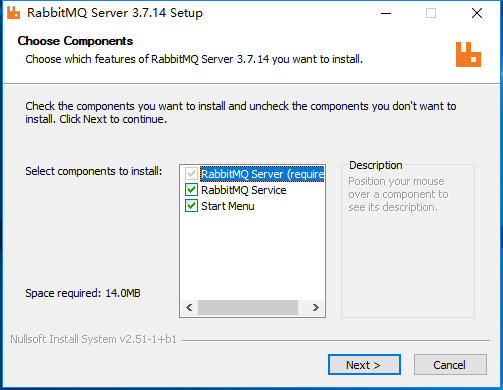 RabbitMQ Server 3.7.14 Setup
Choose Components
Choose which features of RabbitMQ Server 3.7.14 you want to install.
Check the components you want to install and uncheck the components you don't want to
install. Click Next to continue.
Select components to install:
RabbitMQ Server (require
RabbitMQ Service
Start Menu
Description
Position your mouse
over a component to
see its description.
Space required: 14.0MB
Nullsoft Install System v2.51-1+b1
Next >
Cancel